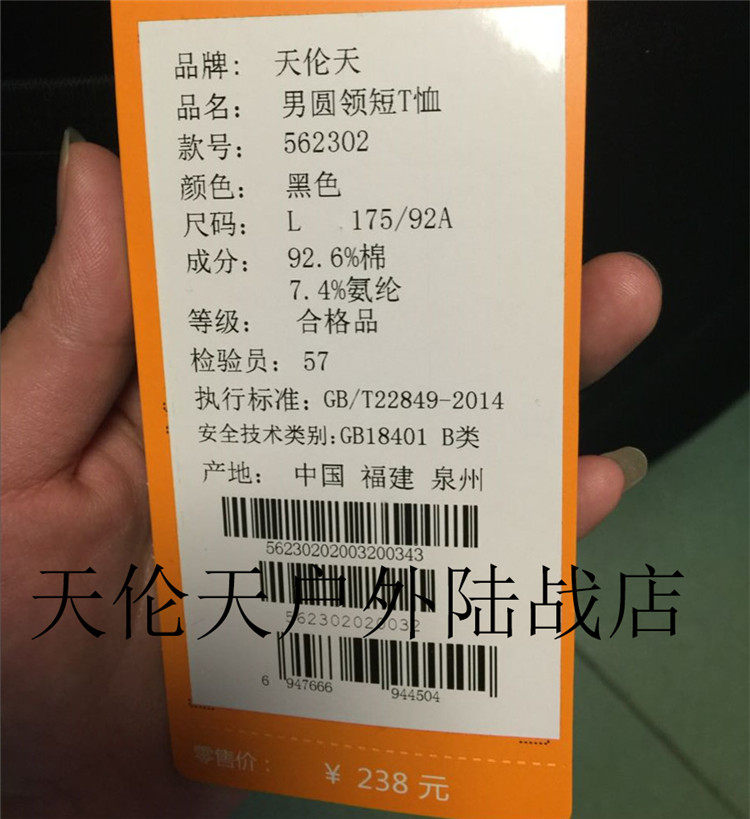 品牌： 天伦天
品名： 男圆领短T恤
款号： 562302
颜色： 黑色
尺码： L 175/92A
成分： 92.6%棉
7.4%氨纶
等级： 合格品
检验员： 57
执行标准：GB/T22849-2014
安全技术类别:GB18401 B类
产地： 中国 福建 泉州
56230202003200343
天伦天户外陆战店
562302020032
6 947666 944504
零售价： ¥ 238 元